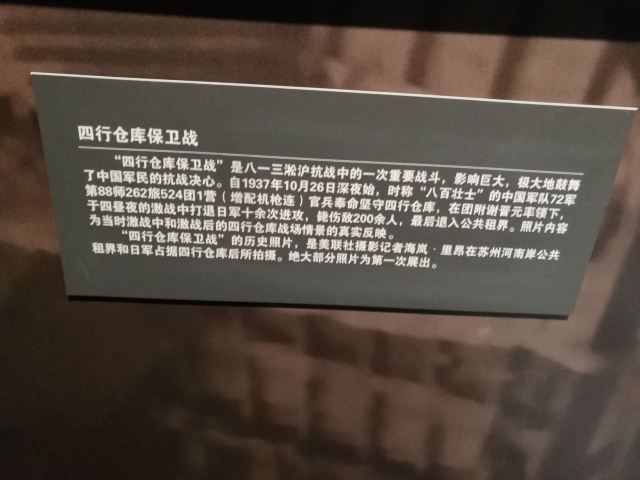 四行仓库保卫战
“四行仓库保卫战”是八一三淞沪抗战中的一次重要战斗，影响巨大，极大地鼓舞
了中国军民的抗战决心。自1937年10月26日深夜始，时称“八百壮士”的中国军队72军
第88师262旅524团1营（增配机枪连）官兵奉命坚守四行仓库，在团附谢晋元率领下，
于四昼夜的激战中打退日军十余次进攻，毙伤敌200余人，最后退入公共租界。照片内容
为当时激战中和激战后的四行仓库战场情景的真实反映。
“四行仓库保卫战”的历史照片，是美联社摄影记者海岚·里昂在苏州河南岸公共
租界和日军占据四行仓库后所拍摄。绝大部分照片为第一次展出。